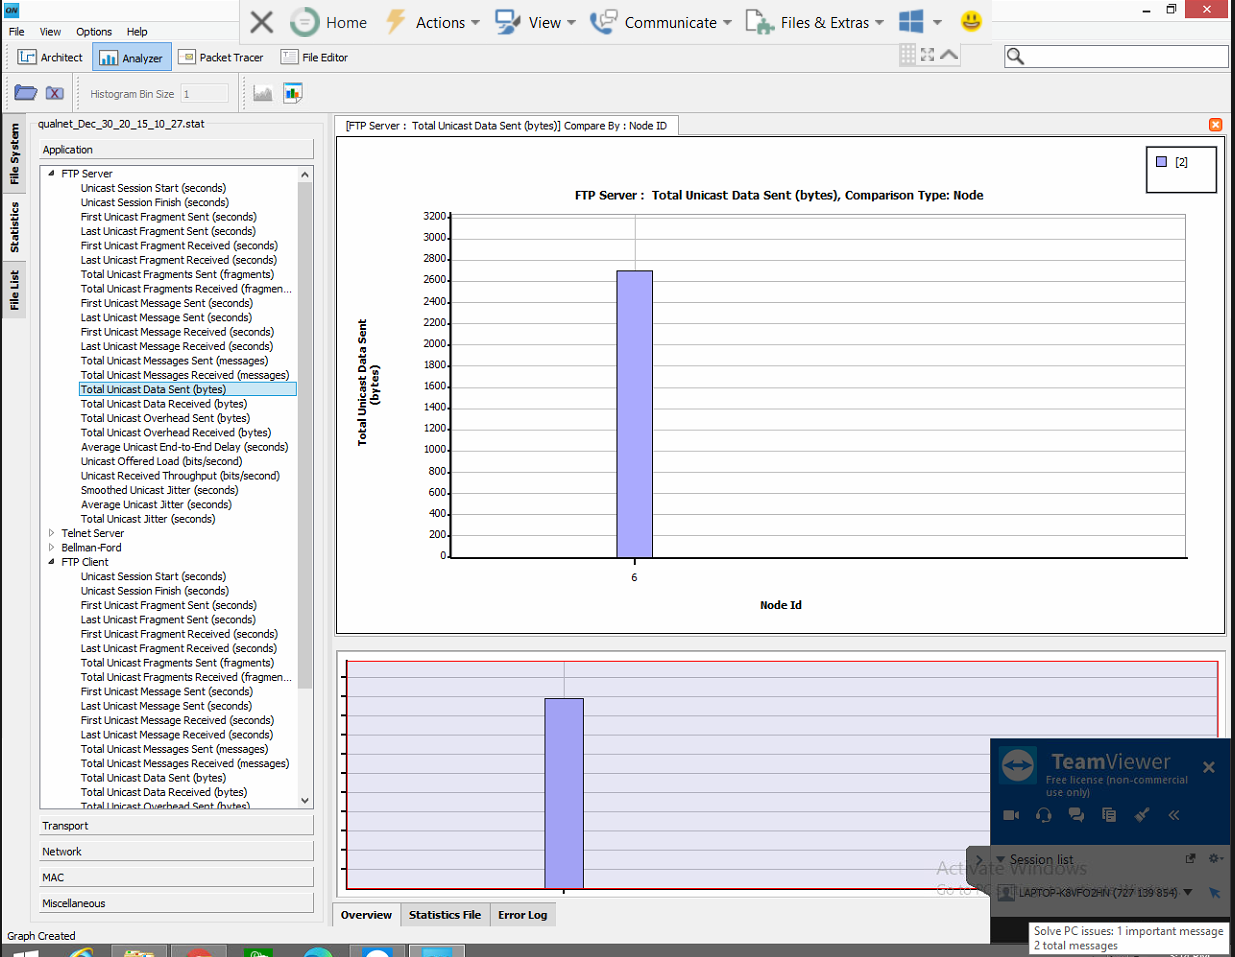 QN
Home
Actions
View
Communicate
Files & Extras
File
View
Options
Help
Architect
Analyzer
Packet Tracer
File Editor
Histogram Bin Size
1
File System
Statistics
File List
qualnet_Dec_30_20_15_10_27.stat
Application
FTP Server
Unicast Session Start (seconds)
Unicast Session Finish (seconds)
First Unicast Fragment Sent (seconds)
Last Unicast Fragment Sent (seconds)
First Unicast Fragment Received (seconds)
Last Unicast Fragment Received (seconds)
Total Unicast Fragments Sent (fragments)
Total Unicast Fragments Received (fragmen...
First Unicast Message Sent (seconds)
Last Unicast Message Sent (seconds)
First Unicast Message Received (seconds)
Last Unicast Message Received (seconds)
Total Unicast Messages Sent (messages)
Total Unicast Messages Received (messages)
Total Unicast Data Sent (bytes)
Total Unicast Data Received (bytes)
Total Unicast Overhead Sent (bytes)
Total Unicast Overhead Received (bytes)
Average Unicast End-to-End Delay (seconds)
Unicast Offered Load (bits/second)
Unicast Received Throughput (bits/second)
Smoothed Unicast Jitter (seconds)
Average Unicast Jitter (seconds)
Total Unicast Jitter (seconds)
Telnet Server
Bellman-Ford
FTP Client
Unicast Session Start (seconds)
Unicast Session Finish (seconds)
First Unicast Fragment Sent (seconds)
Last Unicast Fragment Sent (seconds)
First Unicast Fragment Received (seconds)
Last Unicast Fragment Received (seconds)
Total Unicast Fragments Sent (fragments)
Total Unicast Fragments Received (fragmen...
First Unicast Message Sent (seconds)
Last Unicast Message Sent (seconds)
First Unicast Message Received (seconds)
Last Unicast Message Received (seconds)
Total Unicast Messages Sent (messages)
Total Unicast Messages Received (messages)
Total Unicast Data Sent (bytes)
Total Unicast Data Received (bytes)
Total Unicast Overhead Sent (bytes)
Transport
Network
MAC
Miscellaneous
Graph Created
[FTP Server : Total Unicast Data Sent (bytes)] Compare By : Node ID
[2]
FTP Server : Total Unicast Data Sent (bytes), Comparison Type: Node
3200
3000
2800
2600
2400
2200
2000
1800
1600
1400
1200
1000
800
600
400
200
0
Total Unicast Data Sent
(bytes)
6
Node Id
Overview
Statistics File
Error Log
TeamViewer
Free license (non-commercial
use only)
Session list
Activate Windows
LAPTOP-K8VFOZHN (727 139 854)
Solve PC issues: 1 important message
2 total messages